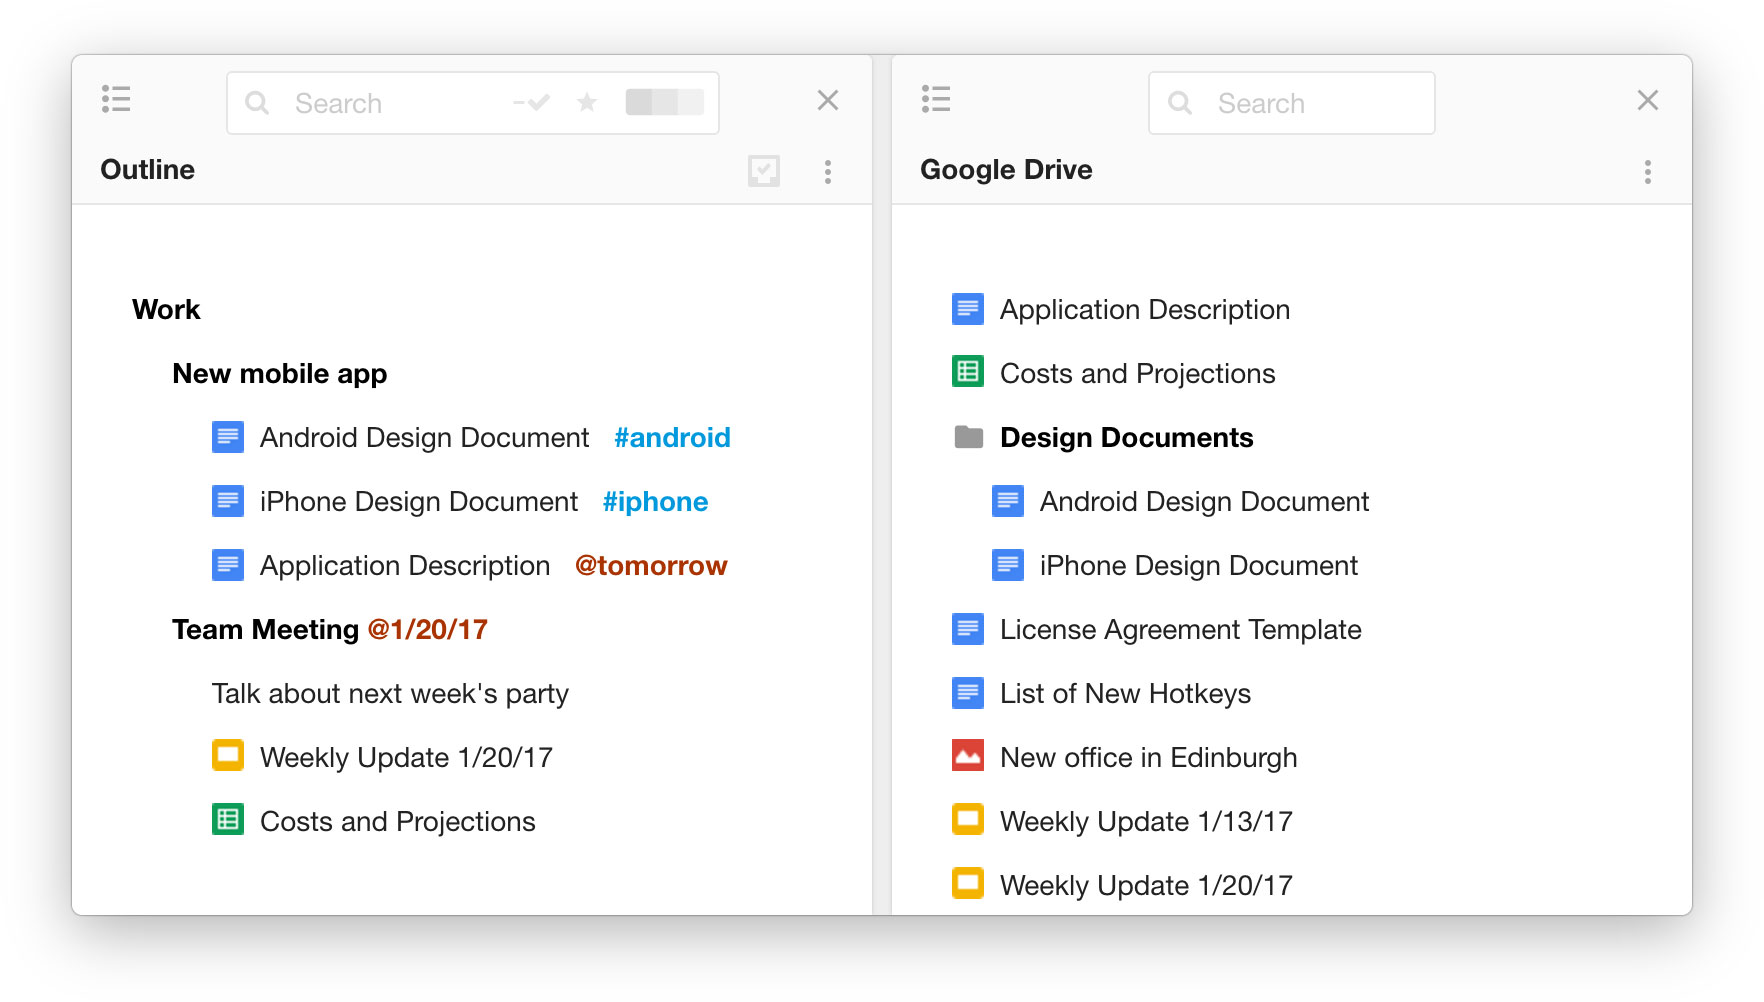 Search
Outline
Work
New mobile app
Android Design Document #android
iPhone Design Document #iphone
Application Description @tomorrow
Team Meeting @1/20/17
Talk about next week's party
Weekly Update 1/20/17
Costs and Projections
Search
Google Drive
Application Description
Costs and Projections
Design Documents
Android Design Document
iPhone Design Document
License Agreement Template
List of New Hotkeys
New office in Edinburgh
Weekly Update 1/13/17
Weekly Update 1/20/17